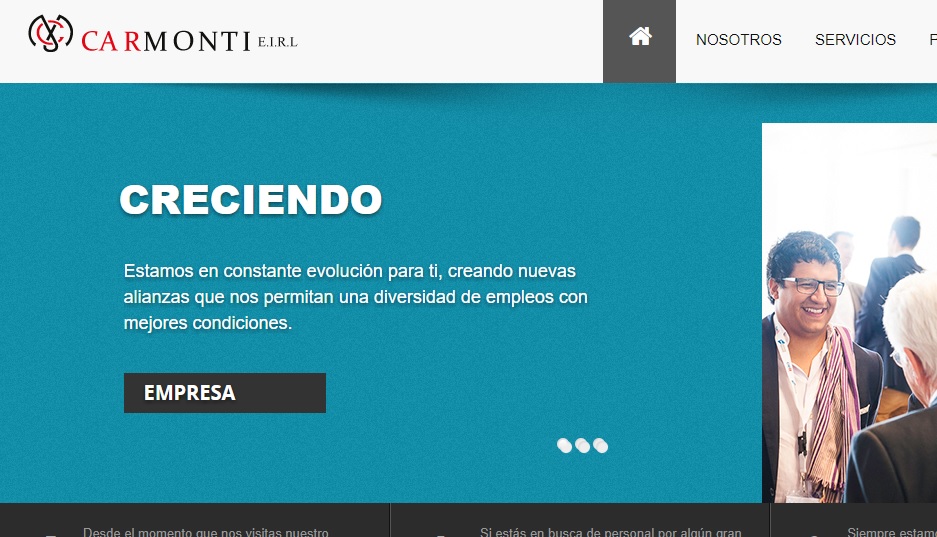 CARMONTI E.I.R.L
NOSOTROS
SERVICIOS
CRECIENDO
Estamos en constante evolución para ti, creando nuevas
alianzas que nos permitan una diversidad de empleos con
mejores condiciones.
EMPRESA
Desde el momento que nos visitas nuestro
Si estás en busca de personal por algún gran
Siempre estamo